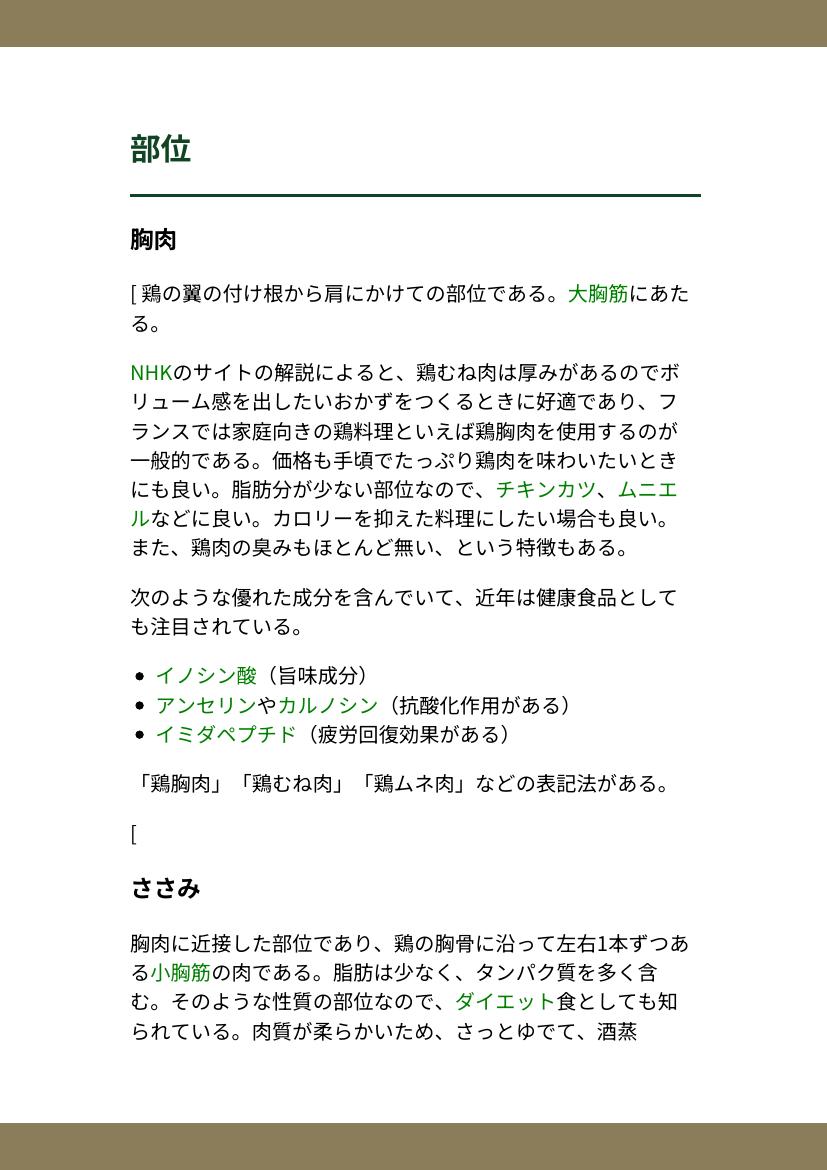 部位
胸肉
[ 鶏の翼の付け根から肩にかけての部位である。大胸筋にあた
る。
NHKのサイトの解説によると、鶏むね肉は厚みがあるのでボ
リューム感を出したいおかずをつくるときに好適であり、フ
ランスでは家庭向きの鶏料理といえば鶏胸肉を使用するのが
一般的である。価格も手頃でたっぷり鶏肉を味わいたいとき
にも良い。脂肪分が少ない部位なので、チキンカツ、ムニエ
ルなどに良い。カロリーを抑えた料理にしたい場合も良い。
また、鶏肉の臭みもほとんど無い、という特徴もある。
次のような優れた成分を含んでいて、近年は健康食品として
も注目されている。
• イノシン酸（旨味成分）
• アンセリンやカルノシン（抗酸化作用がある）
• イミダペプチド（疲労回復効果がある）
「鶏胸肉」「鶏むね肉」「鶏ムネ肉」などの表記法がある。
[
ささみ
胸肉に近接した部位であり、鶏の胸骨に沿って左右1本ずつあ
る小胸筋の肉である。脂肪は少なく、タンパク質を多く含
む。そのような性質の部位なので、ダイエット食としても知
られている。肉質が柔らかいため、さっとゆでて、酒蒸